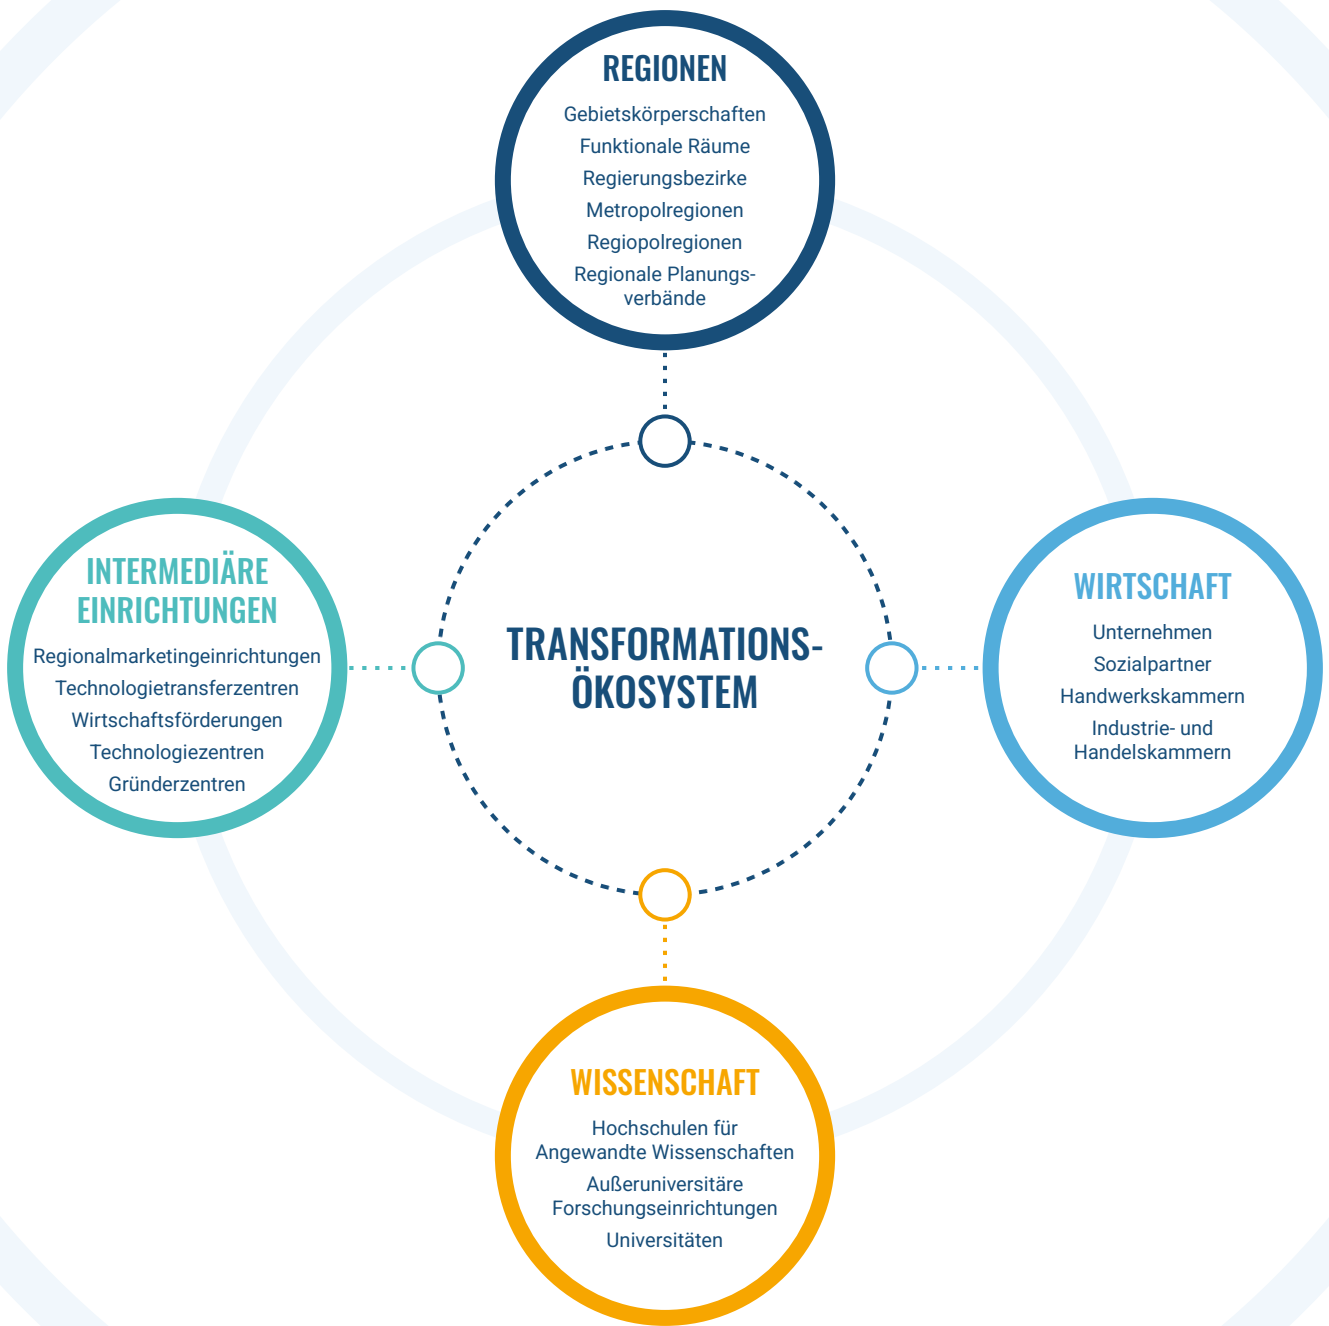 REGIONEN
Gebietskörperschaften
Funktionale Räume
Regierungsbezirke
Metropolregionen
Regiopolregionen
Regionale Planungs-
verbände
INTERMEDIÄRE
EINRICHTUNGEN
Regionalmarketingeinrichtungen
Technologietransferzentren
Wirtschaftsförderungen
Technologiezentren
Gründerzentren
TRANSFORMATIONS-
ÖKOSYSTEM
WIRTSCHAFT
Unternehmen
Sozialpartner
Handwerkskammern
Industrie- und
Handelskammern
WISSENSCHAFT
Hochschulen für
Angewandte Wissenschaften
Außeruniversitäre
Forschungseinrichtungen
Universitäten